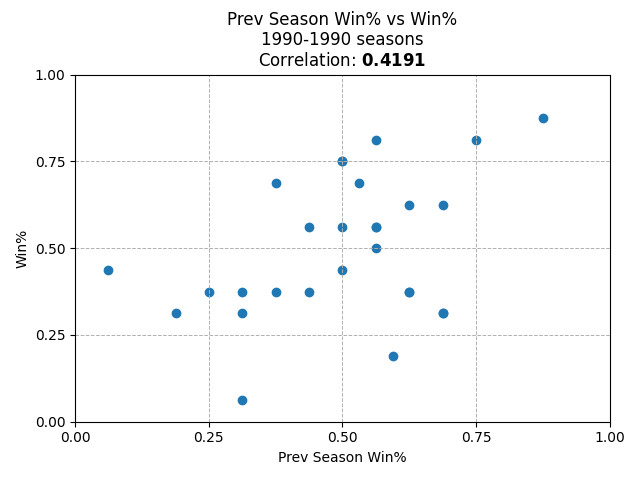 Prev Season Win% vs Win%
1990-1990 seasons
Correlation: 0.4191
1.00
0.75
0.50
0.25
0.00
Win%
0.00 0.25 0.50 0.75 1.00
Prev Season Win%